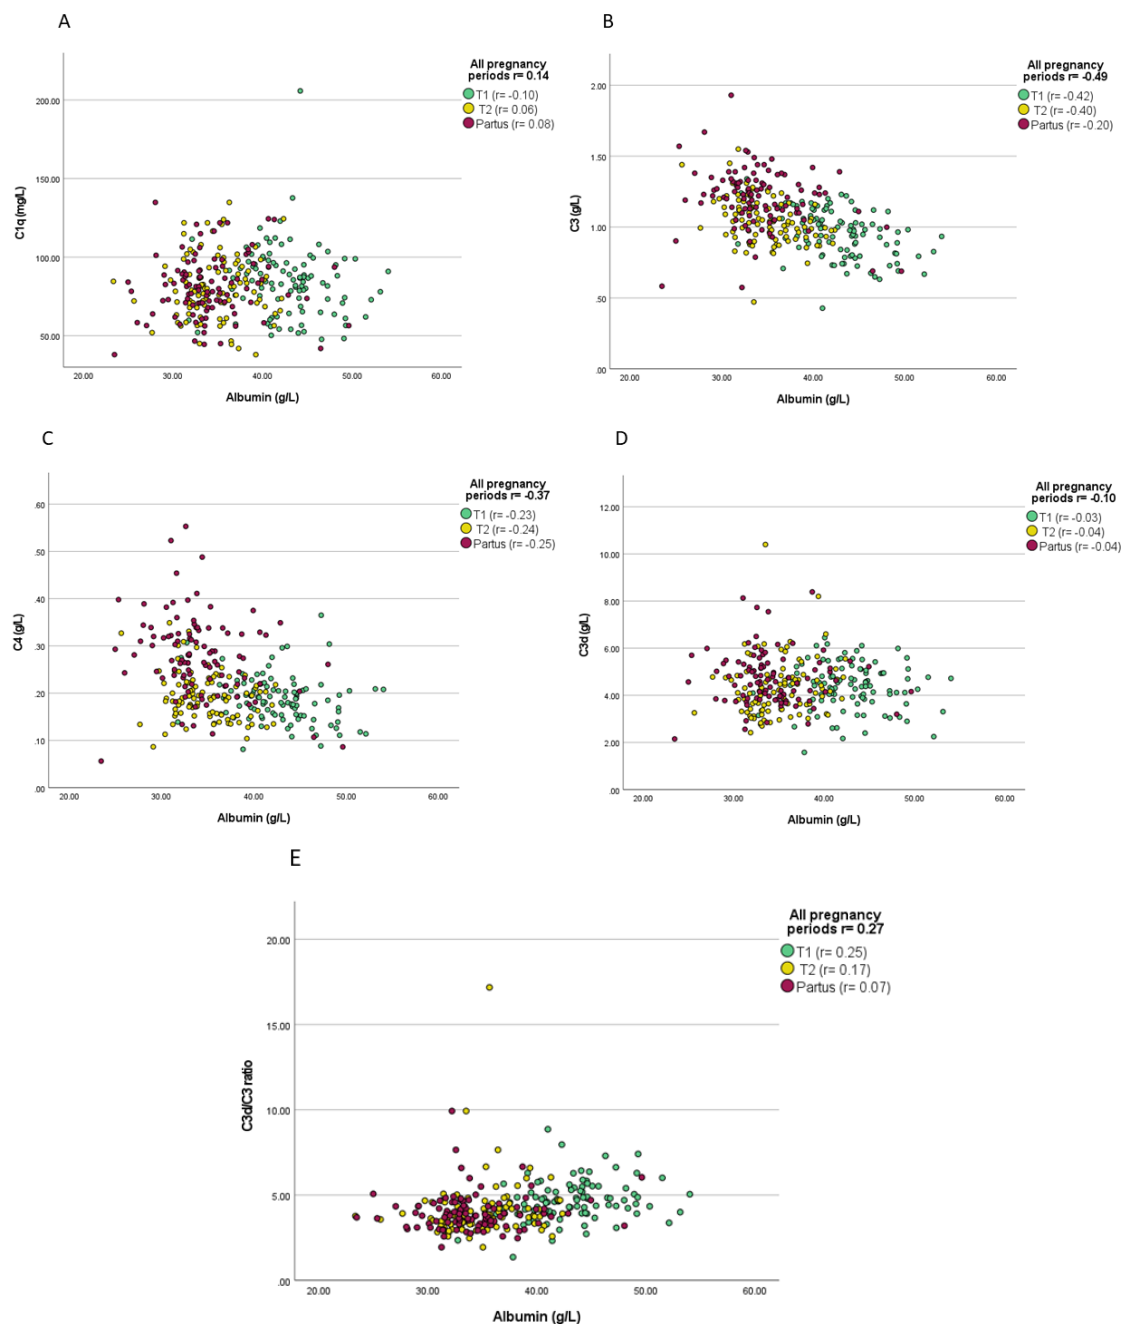 A
All pregnancy
periods r= 0.14
T1 (r= -0.10)
T2 (r= 0.06)
Partus (r= 0.08)
C1q (mg/L)
200.00
150.00
100.00
50.00
20.00 30.00 40.00 50.00 60.00
Albumin (g/L)
B
All pregnancy
periods r= -0.49
T1 (r= -0.42)
T2 (r= -0.40)
Partus (r= -0.20)
C3 (g/L)
2.00
1.50
1.00
.50
.00
20.00 30.00 40.00 50.00 60.00
Albumin (g/L)
C
All pregnancy
periods r= -0.37
T1 (r= -0.23)
T2 (r= -0.24)
Partus (r= -0.25)
C4 (g/L)
.60
.50
.40
.30
.20
.10
.00
20.00 30.00 40.00 50.00 60.00
Albumin (g/L)
D
All pregnancy
periods r= -0.10
T1 (r= -0.03)
T2 (r= -0.04)
Partus (r= -0.04)
C3d (g/L)
12.00
10.00
8.00
6.00
4.00
2.00
.00
20.00 30.00 40.00 50.00 60.00
Albumin (g/L)
E
All pregnancy
periods r= 0.27
T1 (r= 0.25)
T2 (r= 0.17)
Partus (r= 0.07)
C3d/C3 ratio
20.00
15.00
10.00
5.00
.00
20.00 30.00 40.00 50.00 60.00
Albumin (g/L)